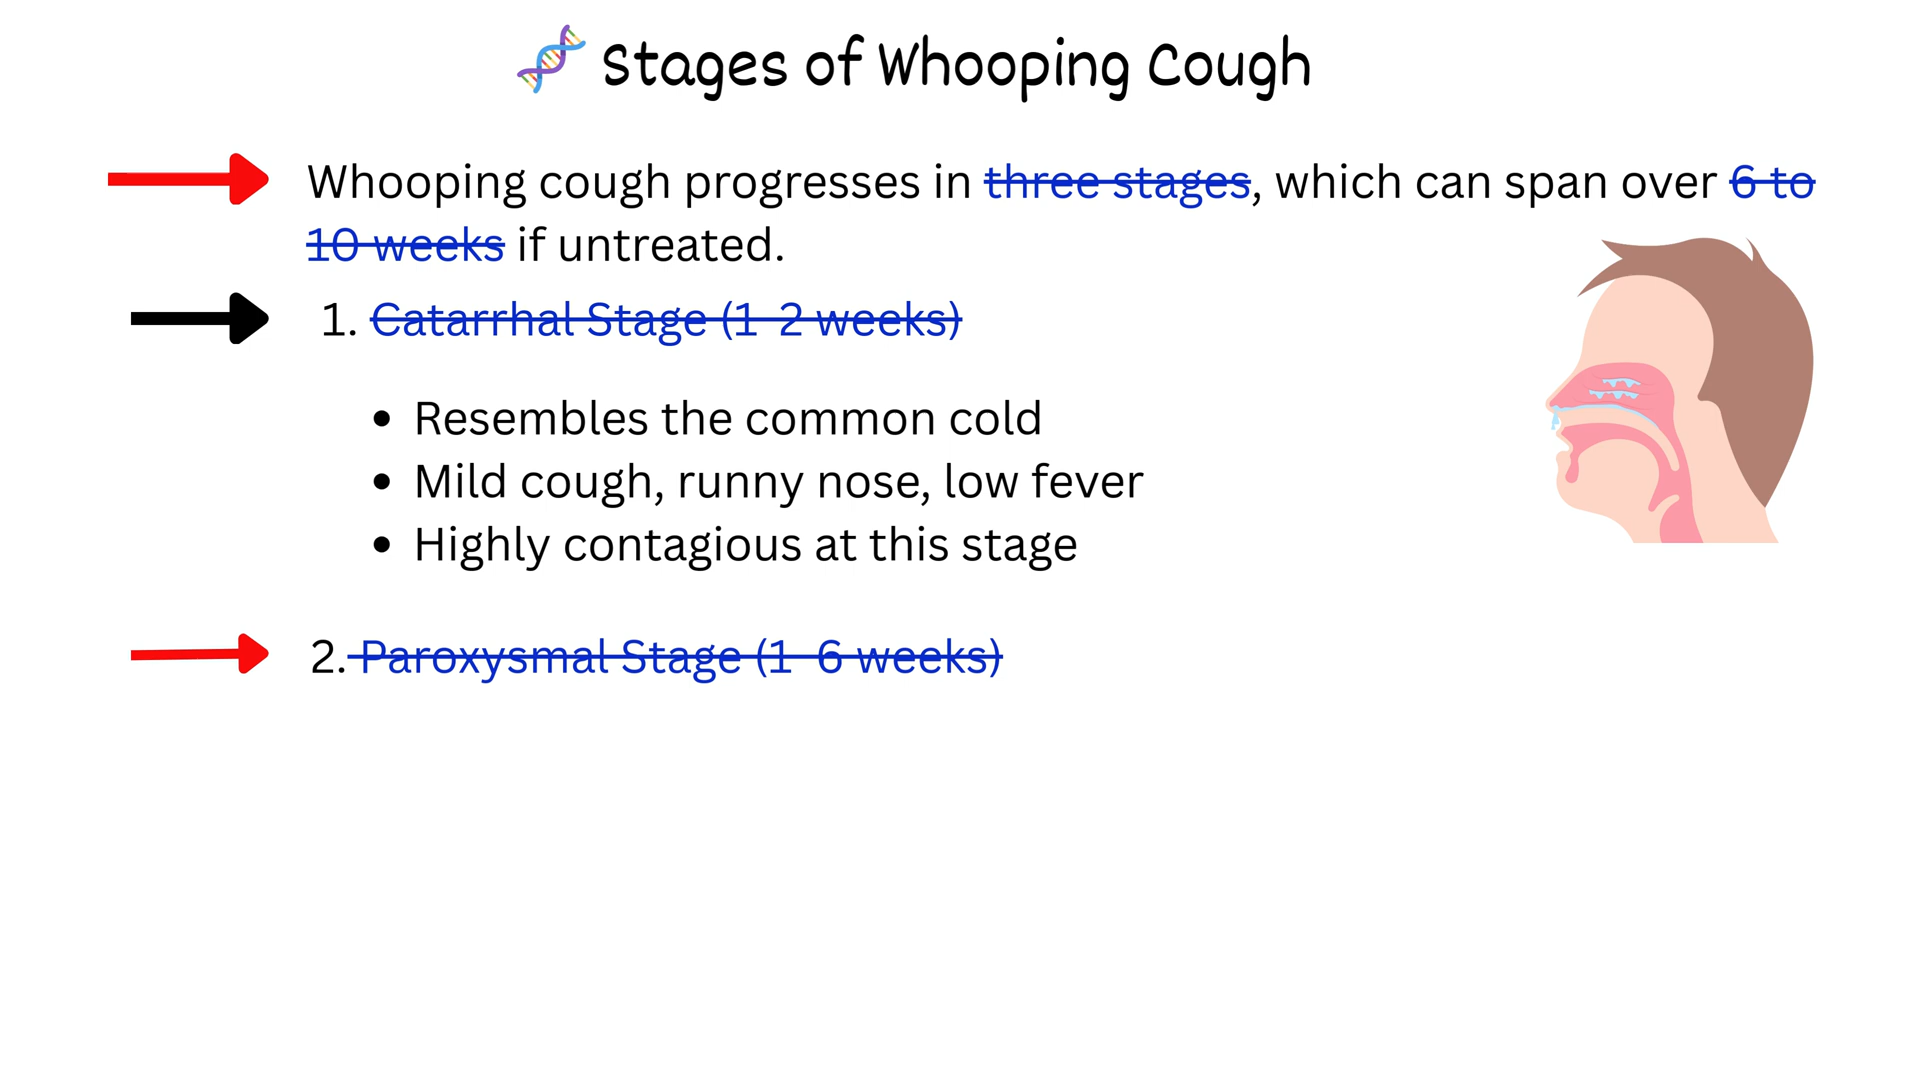 Stages of Whooping Cough
Whooping cough progresses in three stages, which can span over 6 to
10 weeks if untreated.
1. Catarrhal Stage (1–2 weeks)
Resembles the common cold
Mild cough, runny nose, low fever
Highly contagious at this stage
2. Paroxysmal Stage (1–6 weeks)